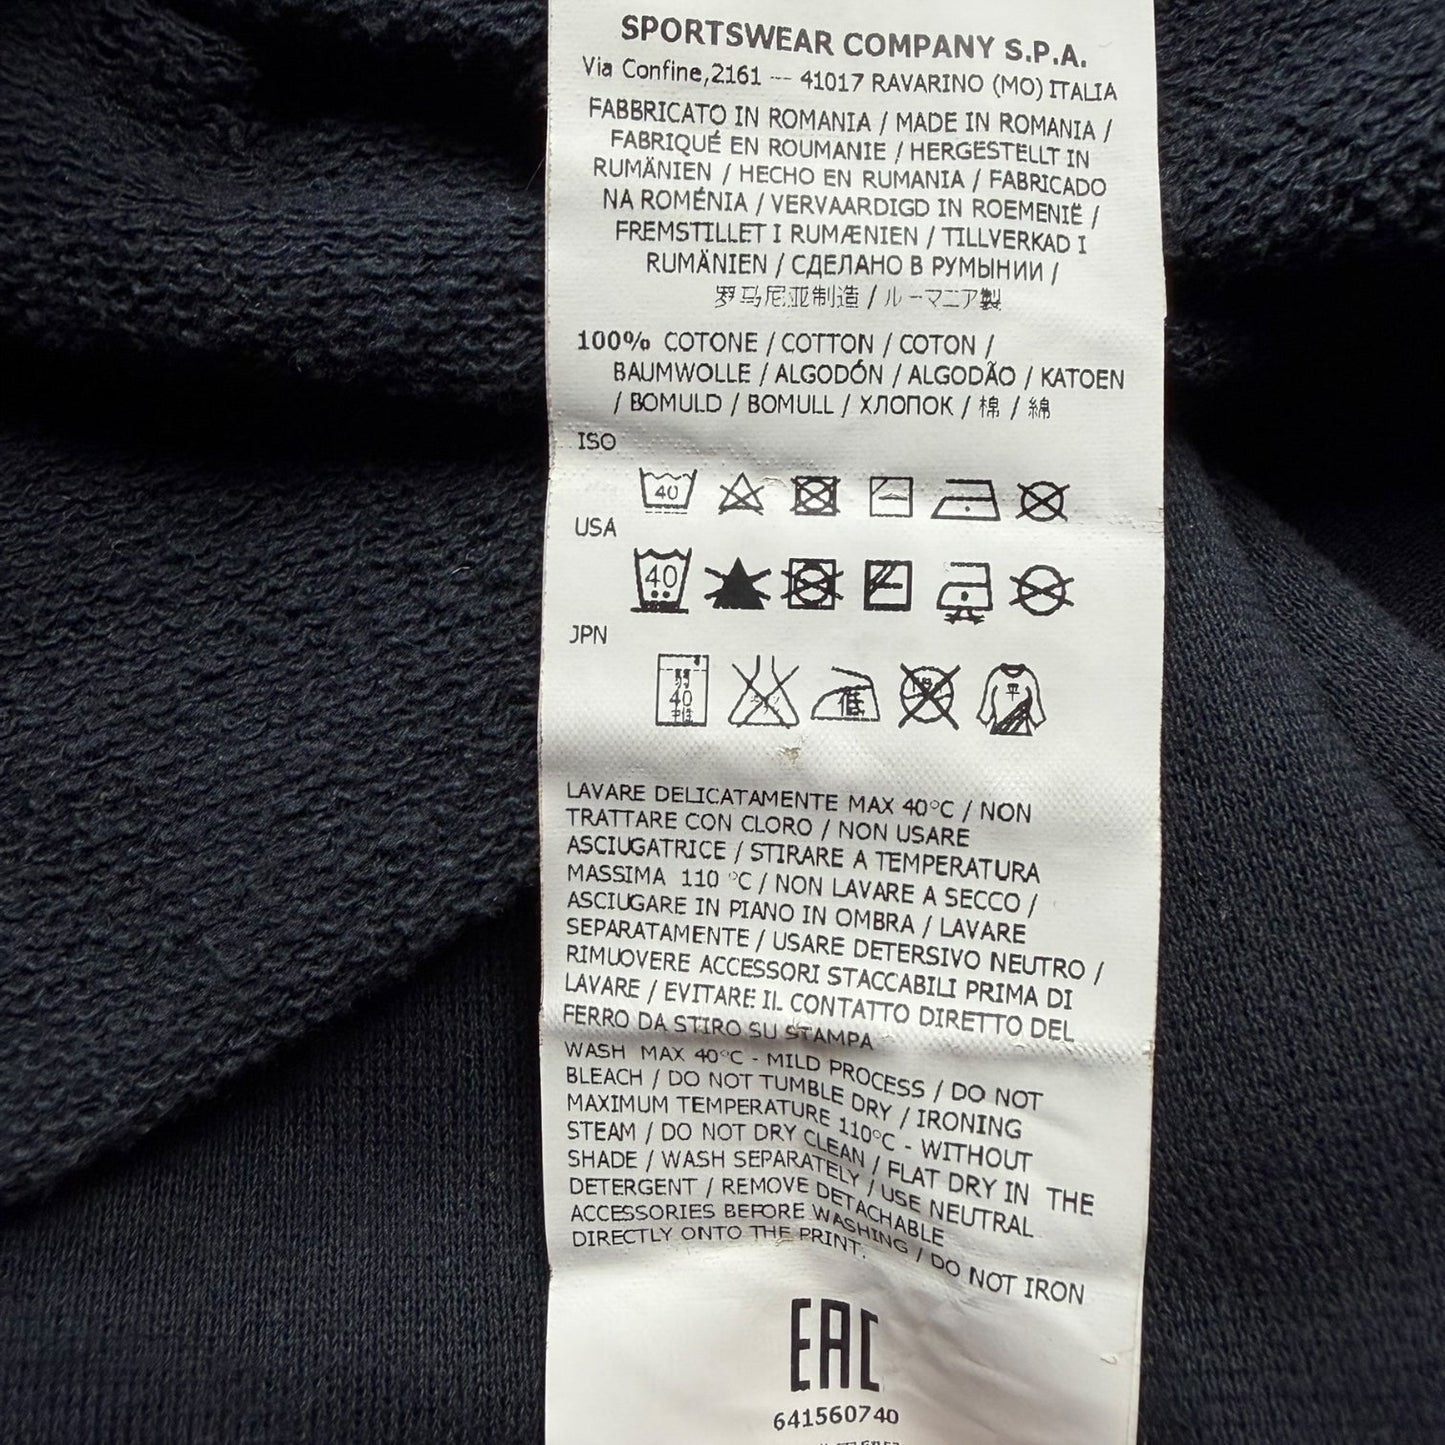 SPORTSWEAR COMPANY S.P.A.
Via Confine,2161 -- 41017 RAVARINO (MO) ITALIA
FABBRICATO IN ROMANIA / MADE IN ROMANIA /
FABRIQUÉ EN ROUMANIE / HERGESTELLT IN
RUMÄNIEN / HECHO EN RUMANIA / FABRICADO
NA ROMÉNIA / VERVAARDIGD IN ROEMENIË /
FREMSTILLET I RUMÆNIEN / TILLVERKAD I
RUMÄNIEN / СДЕЛАНО В РУМЫНИИ /
罗马尼亚制造 / ルーマニア製
100% COTONE / COTTON / COTON /
BAUMWOLLE / ALGODÓN / ALGODÃO / KATOEN
/ BOMULD / BOMULL / ХЛОПОК / 棉 / 綿
ISO
40
USA
40
JPN
40 低 平
LAVARE DELICATAMENTE MAX 40°C / NON
TRATTARE CON CLORO / NON USARE
ASCIUGATRICE / STIRARE A TEMPERATURA
MASSIMA 110 °C / NON LAVARE A SECCO /
ASCIUGARE IN PIANO IN OMBRA / LAVARE
SEPARATAMENTE / USARE DETERSIVO NEUTRO /
RIMUOVERE ACCESSORI STACCABILI PRIMA DI
LAVARE / EVITARE IL CONTATTO DIRETTO DEL
FERRO DA STIRO SU STAMPA
WASH MAX 40°C - MILD PROCESS / DO NOT
BLEACH / DO NOT TUMBLE DRY / IRONING
MAXIMUM TEMPERATURE 110°C - WITHOUT
STEAM / DO NOT DRY CLEAN / FLAT DRY IN THE
SHADE / WASH SEPARATELY / USE NEUTRAL
DETERGENT / REMOVE DETACHABLE
ACCESSORIES BEFORE WASHING / DO NOT IRON
DIRECTLY ONTO THE PRINT.
EAC
641560740